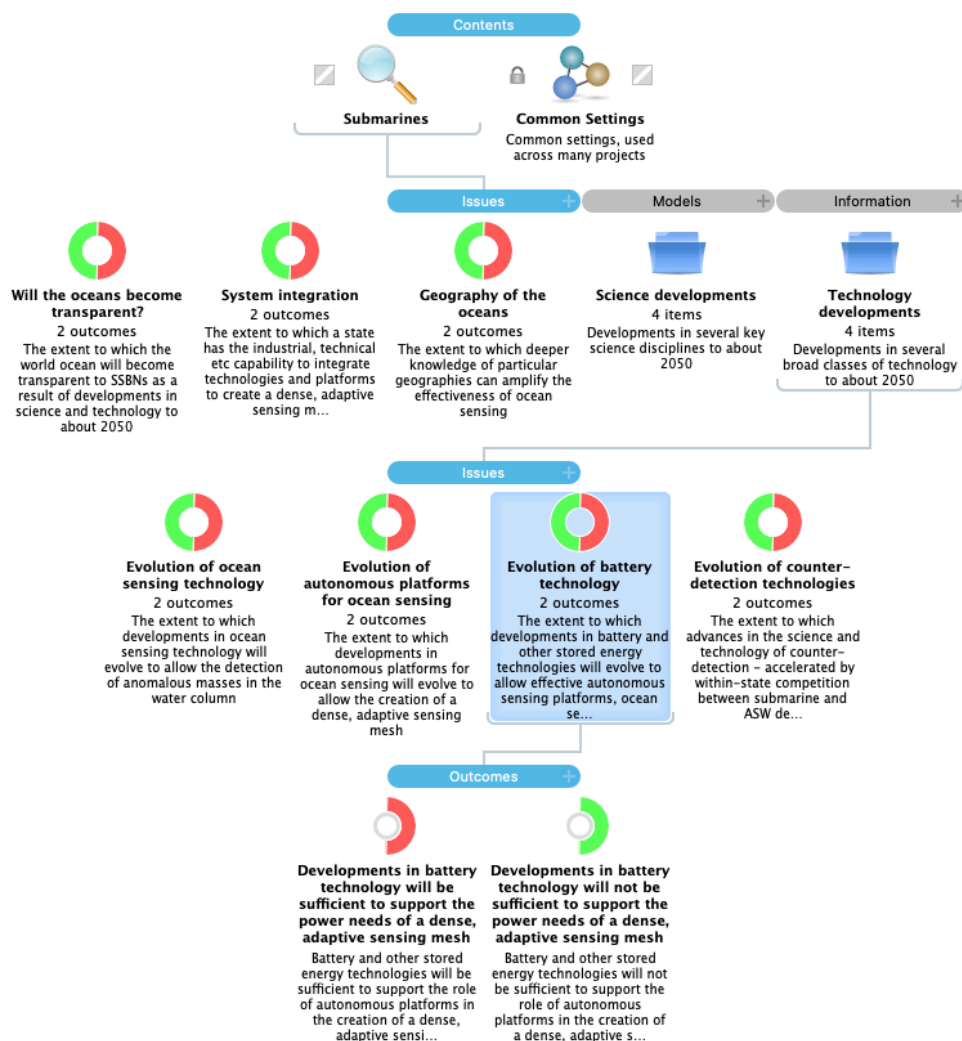 Contents
Submarines
Common Settings
Common settings, used
across many projects
Issues
Models
Information
Will the oceans become
transparent?
2 outcomes
The extent to which the
world ocean will become
transparent to SSBNs as a
result of developments in
science and technology to
about 2050
System integration
2 outcomes
The extent to which a state
has the industrial, technical
etc capability to integrate
technologies and platforms
to create a dense, adaptive
sensing m...
Geography of the
oceans
2 outcomes
The extent to which deeper
knowledge of particular
geographies can amplify the
effectiveness of ocean
sensing
Science developments
4 items
Developments in several key
science disciplines to about
2050
Technology
developments
4 items
Developments in several
broad classes of technology
to about 2050
Issues
Evolution of ocean
sensing technology
2 outcomes
The extent to which
developments in ocean
sensing technology will
evolve to allow the detection
of anomalous masses in the
water column
Evolution of
autonomous platforms
for ocean sensing
2 outcomes
The extent to which
developments in
autonomous platforms for
ocean sensing will evolve to
allow the creation of a
dense, adaptive sensing
mesh
Evolution of battery
technology
2 outcomes
The extent to which
developments in battery and
other stored energy
technologies will evolve to
allow effective autonomous
sensing platforms, ocean
se...
Evolution of counter-
detection technologies
2 outcomes
The extent to which
advances in the science and
technology of counter-
detection – accelerated by
within-state competition
between submarine and
ASW de...
Outcomes
Developments in battery
technology will be
sufficient to support the
power needs of a dense,
adaptive sensing mesh
Battery and other stored
energy technologies will be
sufficient to support the role
of autonomous platforms in
the creation of a dense,
adaptive sensi...
Developments in battery
technology will not be
sufficient to support the
power needs of a dense,
adaptive sensing mesh
Battery and other stored
energy technologies will not
be sufficient to support the
role of autonomous
platforms in the creation of
a dense, adaptive s...